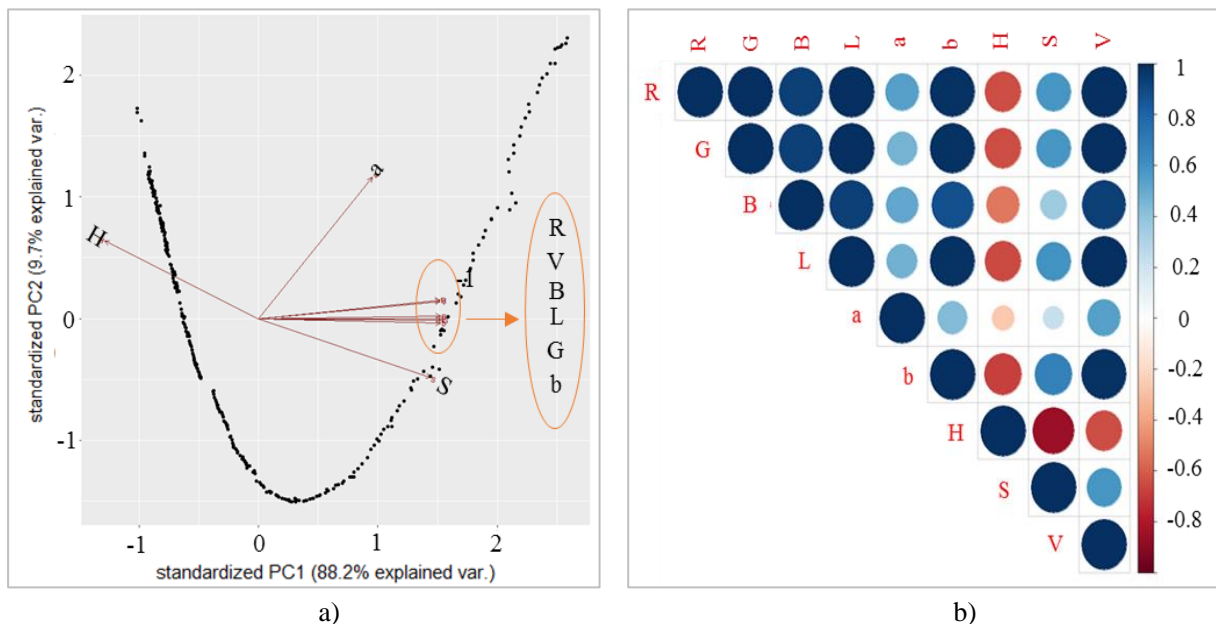 2
1
0
-1
standardized PC2 (9.7% explained var.)
-1
0
1
2
standardized PC1 (88.2% explained var.)
H
a
S
-1
R
V
B
L
G
b
a)
R G B L a b H S V
R
G
B
L
a
b
H
S
V
1
0.8
0.6
0.4
0.2
0
-0.2
-0.4
-0.6
-0.8
b)